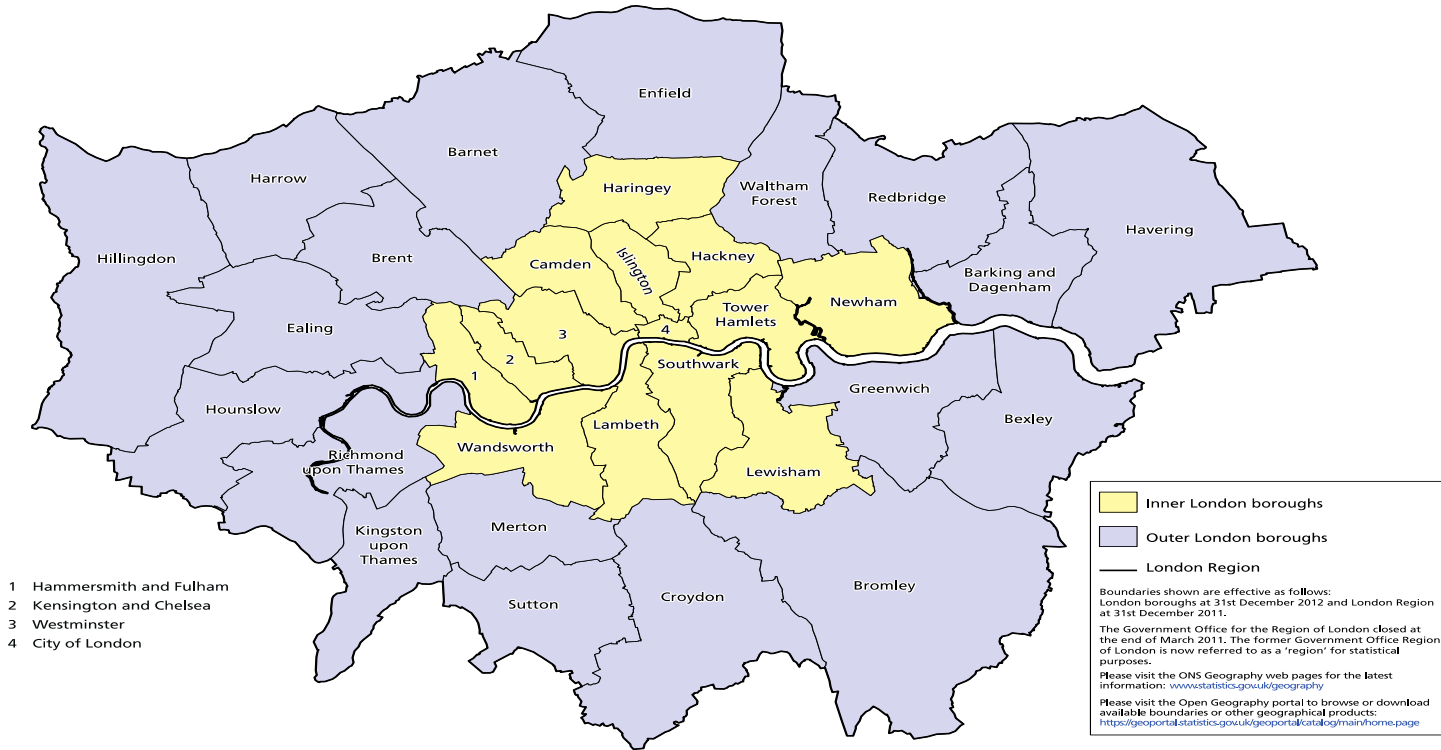 Enfield
Barnet
Harrow
Haringey
Waltham
Forest
Redbridge
Havering
Hillingdon
Brent
Camden
Islington
Hackney
Barking and
Dagenham
Ealing
Tower
Hamlets
Newham
3
4
2
1
Southwark
Greenwich
Hounslow
Bexley
Lambeth
Wandsworth
Richmond
upon Thames
Lewisham
Merton
Kingston
upon
Thames
Bromley
Croydon
Sutton
1 Hammersmith and Fulham
2 Kensington and Chelsea
3 Westminster
4 City of London
Inner London boroughs
Outer London boroughs
London Region
Boundaries shown are effective as follows:
London boroughs at 31st December 2012 and London Region
at 31st December 2011.
The Government Office for the Region of London closed at
the end of March 2011. The former Government Office Region
of London is now referred to as a ‘region’ for statistical
purposes.
Please visit the ONS Geography web pages for the latest
information: www.statistics.gov.uk/geography
Please visit the Open Geography portal to browse or download
available boundaries or other geographical products:
https://geoportal.statistics.gov.uk/geoportal/catalog/main/home.page